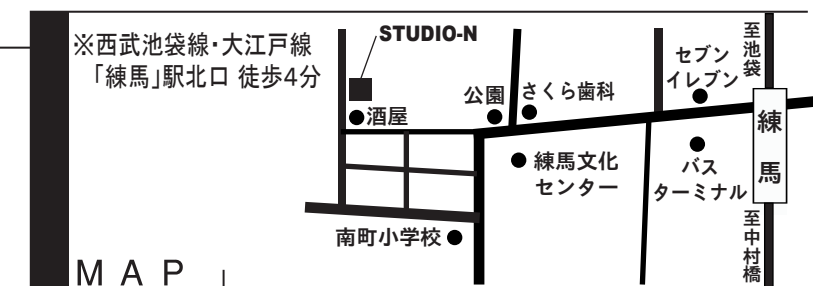 ※西武池袋線・大江戸線
「練馬」駅北口 徒歩4分
STUDIO-N
酒屋
公園
さくら歯科
セブン
イレブン
至池袋
練馬
練馬文化
センター
バス
ターミナル
南町小学校
至中村橋
MAP